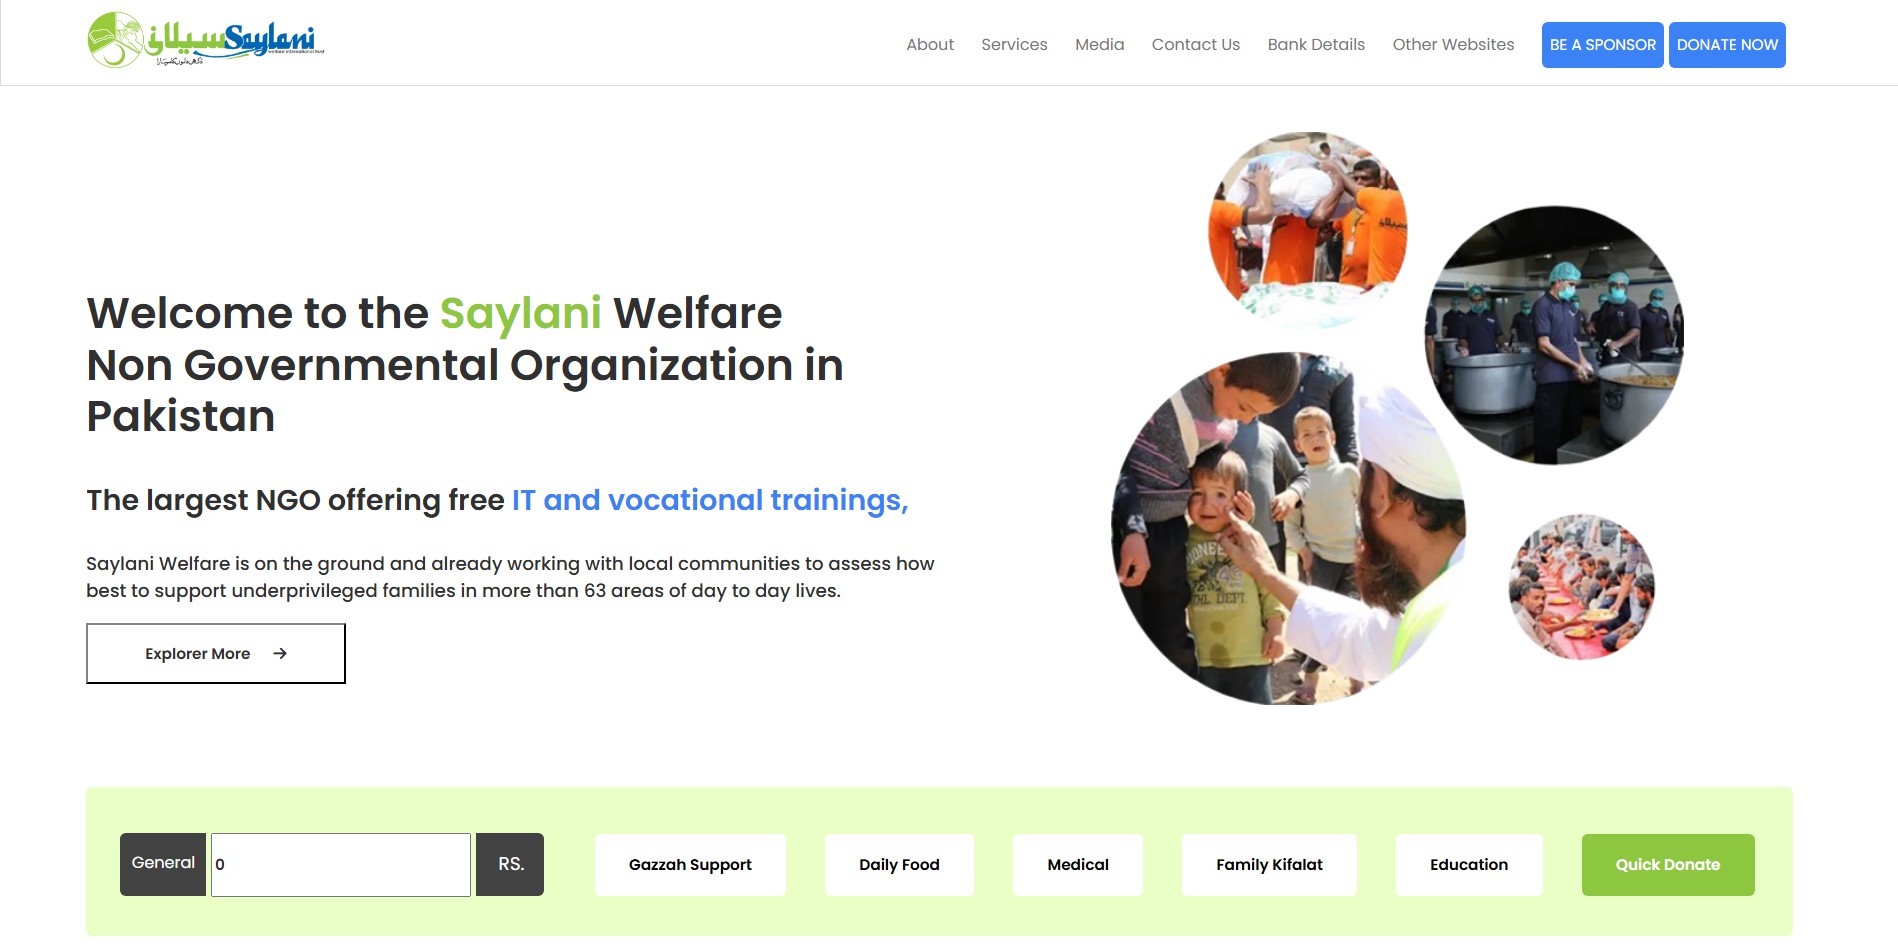 سیلانی Saylani
welfare international trust
About Services Media Contact Us Bank Details Other Websites BE A SPONSOR DONATE NOW
Welcome to the Saylani Welfare
Non Governmental Organization in
Pakistan
The largest NGO offering free IT and vocational trainings,
Saylani Welfare is on the ground and already working with local communities to assess how
best to support underprivileged families in more than 63 areas of day to day lives.
Explorer More →
General 0 RS. Gazzah Support Daily Food Medical Family Kifalat Education Quick Donate